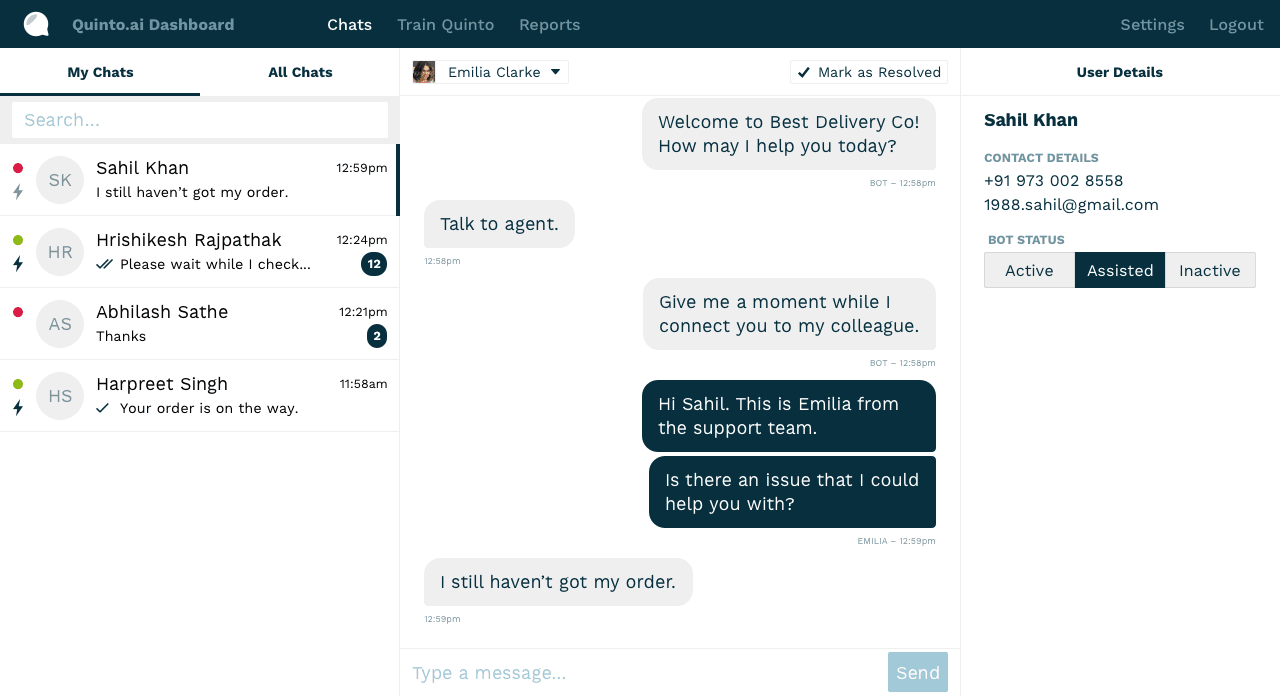 Quinto.ai Dashboard
Chats
Train Quinto
Reports
Settings
Logout
My Chats
All Chats
Search...
SK
Sahil Khan
12:59pm
I still haven’t got my order.
HR
Hrishikesh Rajpathak
12:24pm
Please wait while I check...
12
AS
Abhilash Sathe
12:21pm
Thanks
2
HS
Harpreet Singh
11:58am
Your order is on the way.
Emilia Clarke
Mark as Resolved
Welcome to Best Delivery Co!
How may I help you today?
BOT – 12:58pm
Talk to agent.
12:58pm
Give me a moment while I
connect you to my colleague.
BOT – 12:58pm
Hi Sahil. This is Emilia from
the support team.
Is there an issue that I could
help you with?
EMILIA – 12:59pm
I still haven’t got my order.
12:59pm
Type a message...
Send
User Details
Sahil Khan
CONTACT DETAILS
+91 973 002 8558
1988.sahil@gmail.com
BOT STATUS
Active
Assisted
Inactive